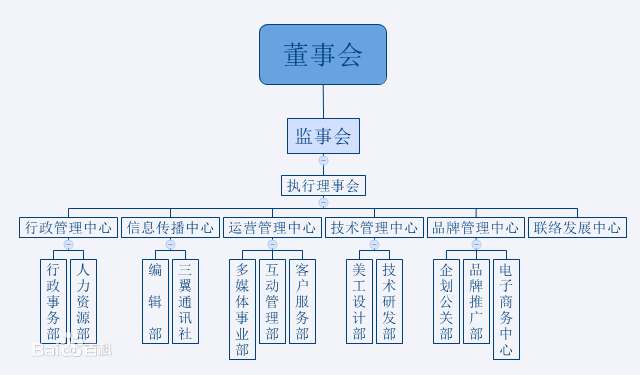 董事会
监事会
执行理事会
行政管理中心
信息传播中心
运营管理中心
技术管理中心
品牌管理中心
联络发展中心
行政事务部
人力资源部
编辑部
三翼通讯社
多媒体事业部
互动管理部
客户服务部
美工设计部
技术研发部
企划公关部
品牌推广部
电子商务中心
Bai百科